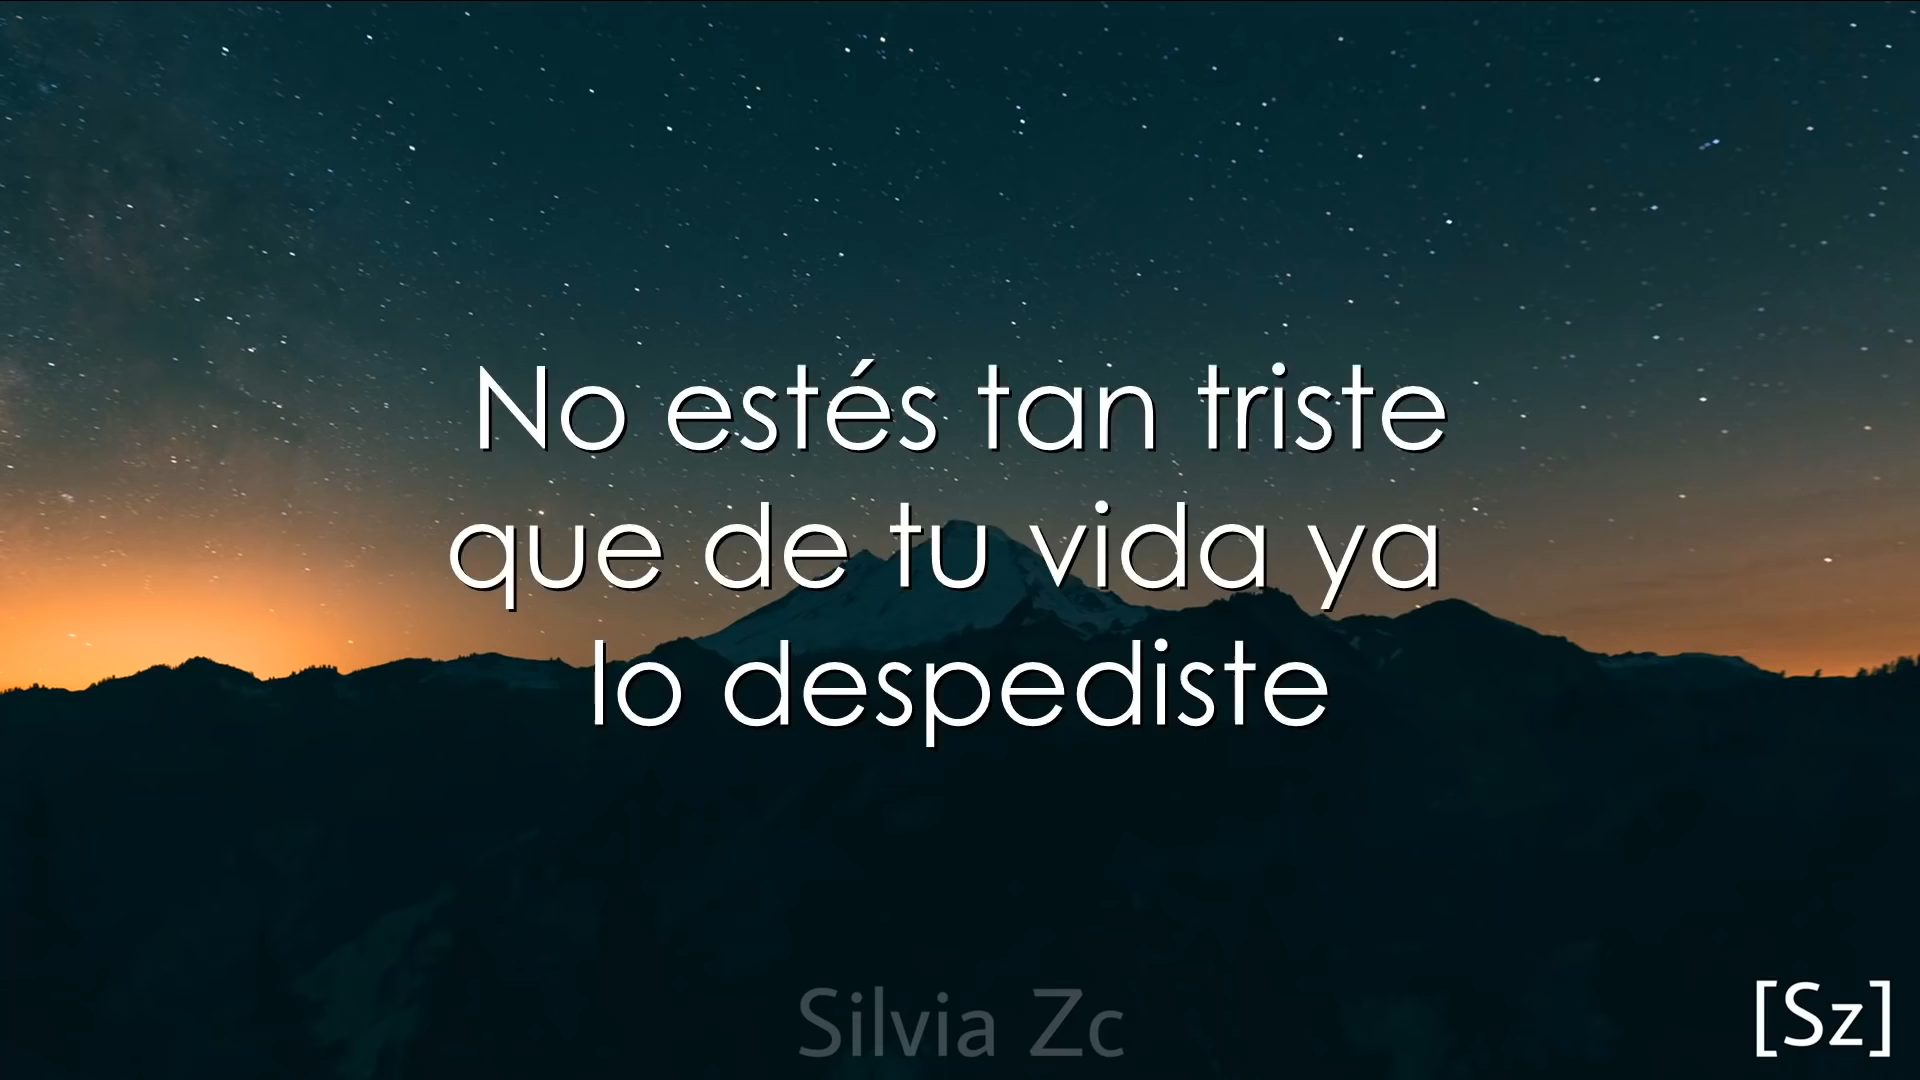 No estés tan triste
que de tu vida ya
lo despediste
Silvia Zc
[Sz]